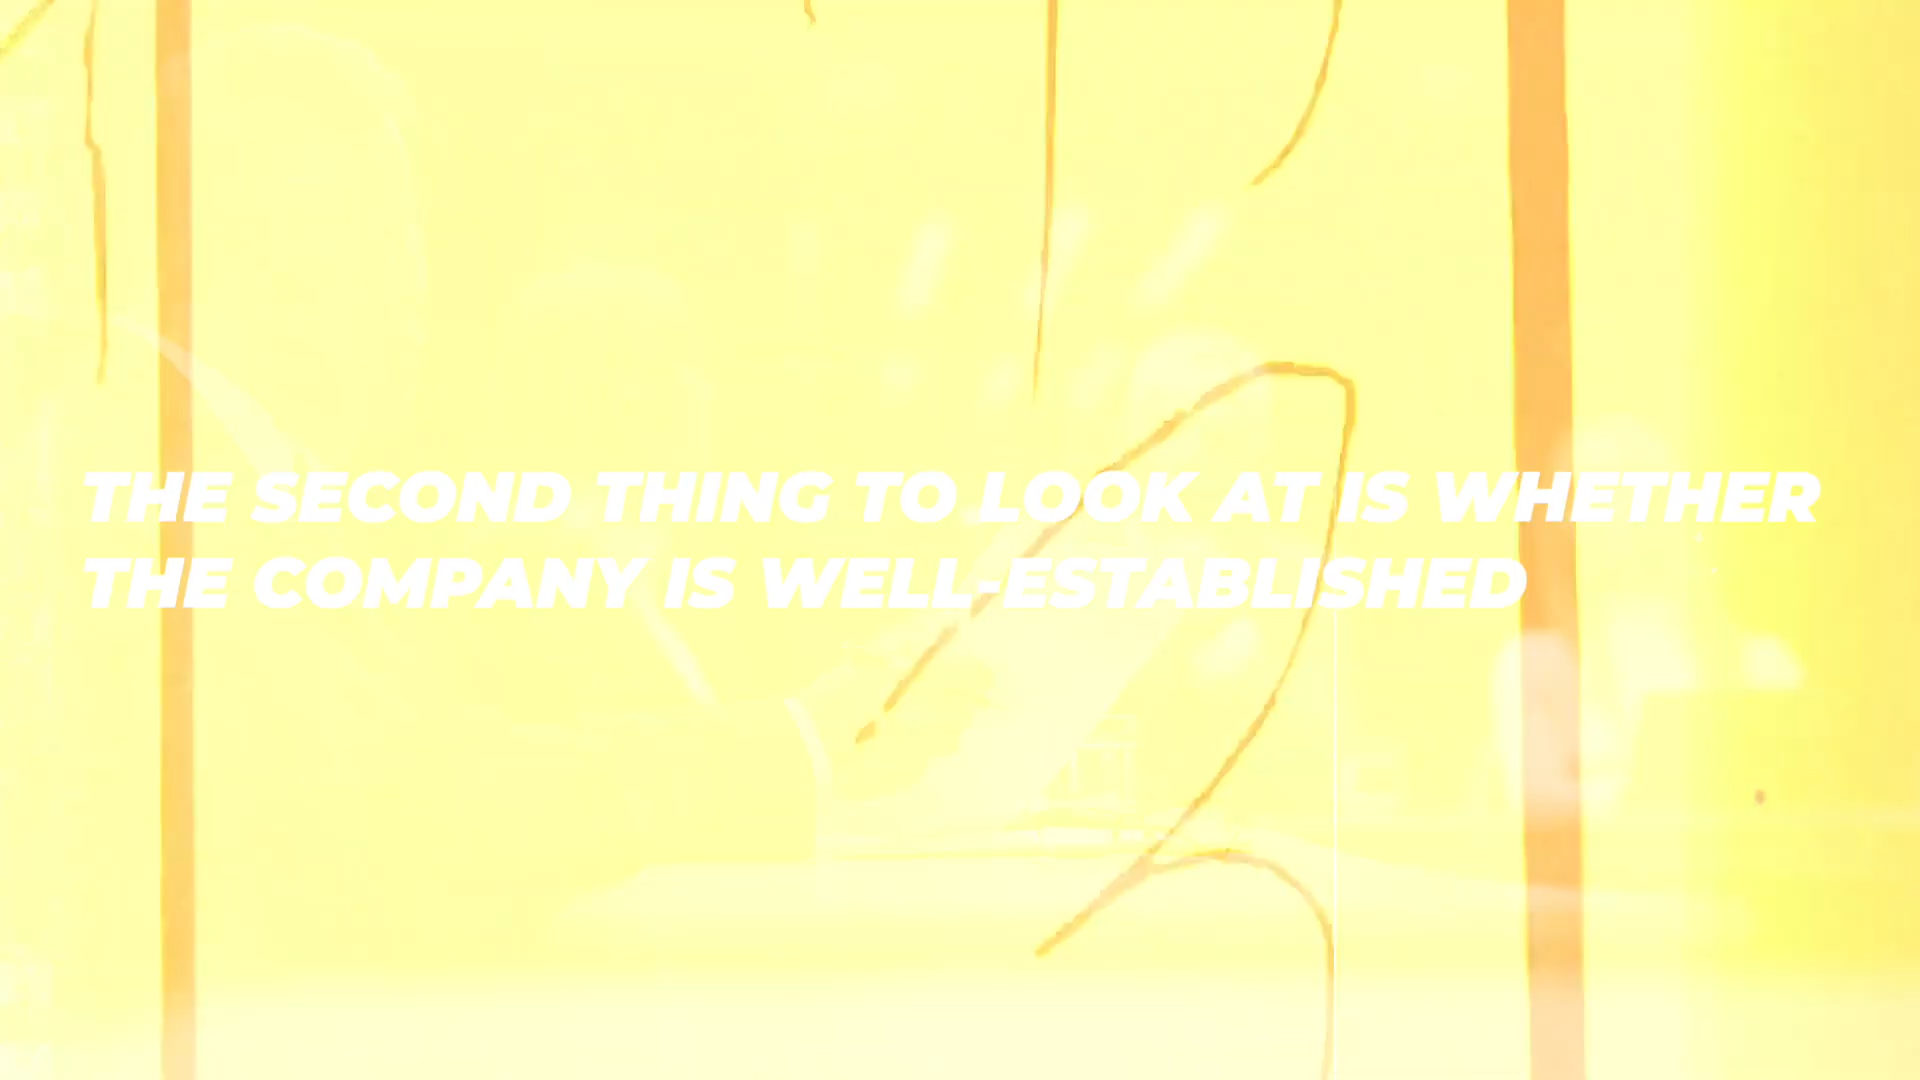 THE SECOND THING TO LOOK AT IS WHETHER
THE COMPANY IS WELL-ESTABLISHED